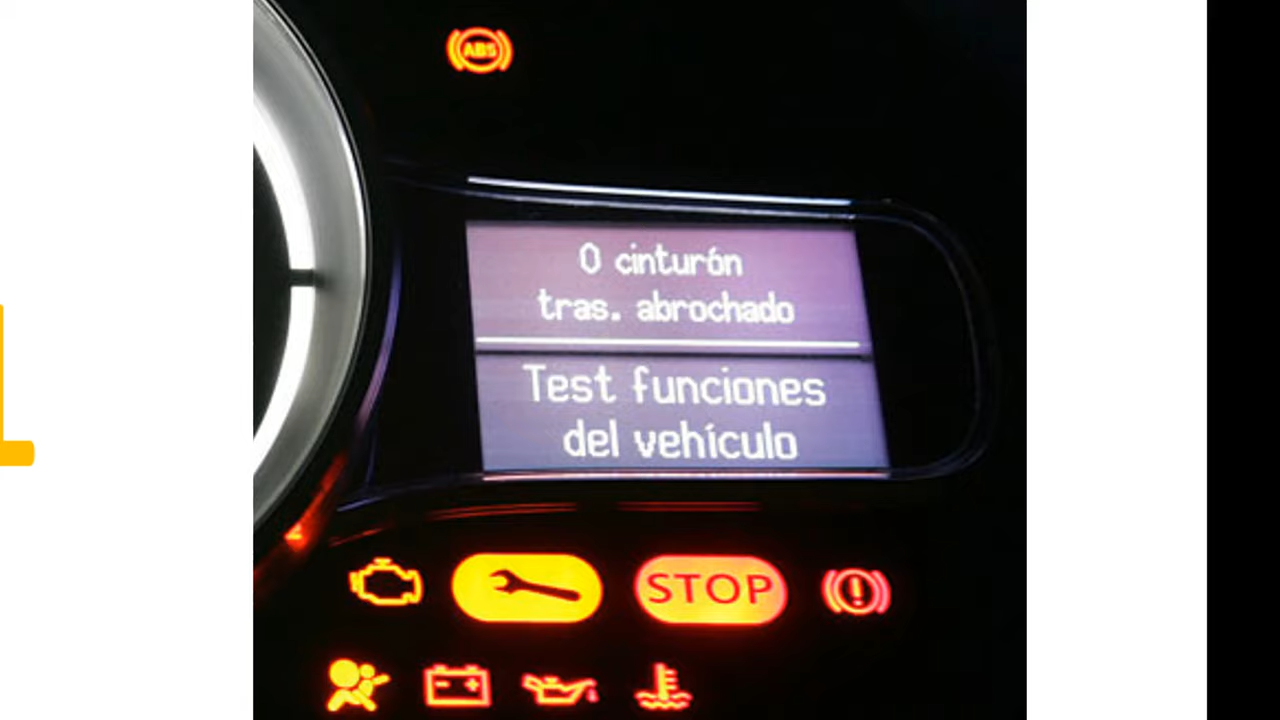 ABS
0 cinturón
tras. abrochado
Test funciones
del vehículo
STOP